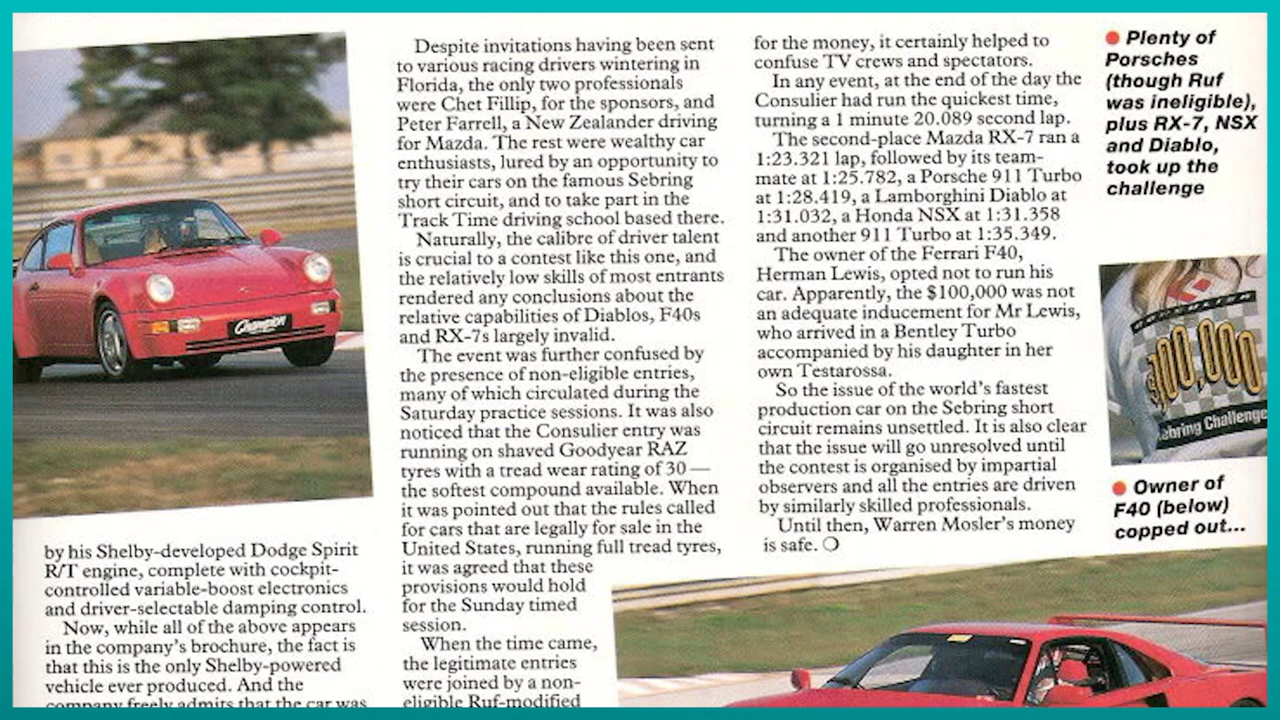 Champion
by his Shelby-developed Dodge Spirit
R/T engine, complete with cockpit-
controlled variable-boost electronics
and driver-selectable damping control.
Now, while all of the above appears
in the company's brochure, the fact is
that this is the only Shelby-powered
vehicle ever produced. And the
company freely admits that the car was
Despite invitations having been sent
to various racing drivers wintering in
Florida, the only two professionals
were Chet Fillip, for the sponsors, and
Peter Farrell, a New Zealander driving
for Mazda. The rest were wealthy car
enthusiasts, lured by an opportunity to
try their cars on the famous Sebring
short circuit, and to take part in the
Track Time driving school based there.
Naturally, the calibre of driver talent
is crucial to a contest like this one, and
the relatively low skills of most entrants
rendered any conclusions about the
relative capabilities of Diablos, F40s
and RX-7s largely invalid.
The event was further confused by
the presence of non-eligible entries,
many of which circulated during the
Saturday practice sessions. It was also
noticed that the Consulier entry was
running on shaved Goodyear RAZ
tyres with a tread wear rating of 30 —
the softest compound available. When
it was pointed out that the rules called
for cars that are legally for sale in the
United States, running full tread tyres,
it was agreed that these
provisions would hold
for the Sunday timed
session.
When the time came,
the legitimate entries
were joined by a non-
eligible Ruf-modified
for the money, it certainly helped to
confuse TV crews and spectators.
In any event, at the end of the day the
Consulier had run the quickest time,
turning a 1 minute 20.089 second lap.
The second-place Mazda RX-7 ran a
1:23.321 lap, followed by its team-
mate at 1:25.782, a Porsche 911 Turbo
at 1:28.419, a Lamborghini Diablo at
1:31.032, a Honda NSX at 1:31.358
and another 911 Turbo at 1:35.349.
The owner of the Ferrari F40,
Herman Lewis, opted not to run his
car. Apparently, the $100,000 was not
an adequate inducement for Mr Lewis,
who arrived in a Bentley Turbo
accompanied by his daughter in her
own Testarossa.
So the issue of the world's fastest
production car on the Sebring short
circuit remains unsettled. It is also clear
that the issue will go unresolved until
the contest is organised by impartial
observers and all the entries are driven
by similarly skilled professionals.
Until then, Warren Mosler's money
is safe.
Plenty of
Porsches
(though Ruf
was ineligible),
plus RX-7, NSX
and Diablo,
took up the
challenge
$100,000
Sebring Challenge
Owner of
F40 (below)
copped out...